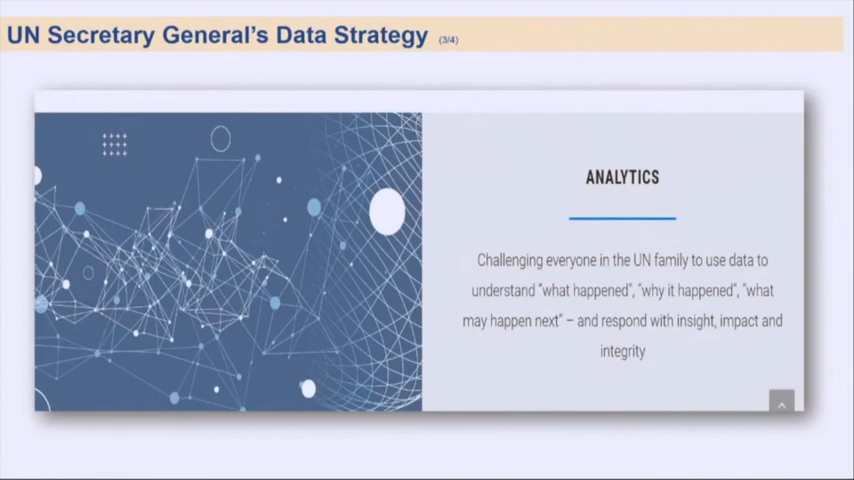 UN Secretary General's Data Strategy (3/4)
ANALYTICS
Challenging everyone in the UN family to use data to
understand "what happened", "why it happened", "what
may happen next" – and respond with insight, impact and
integrity